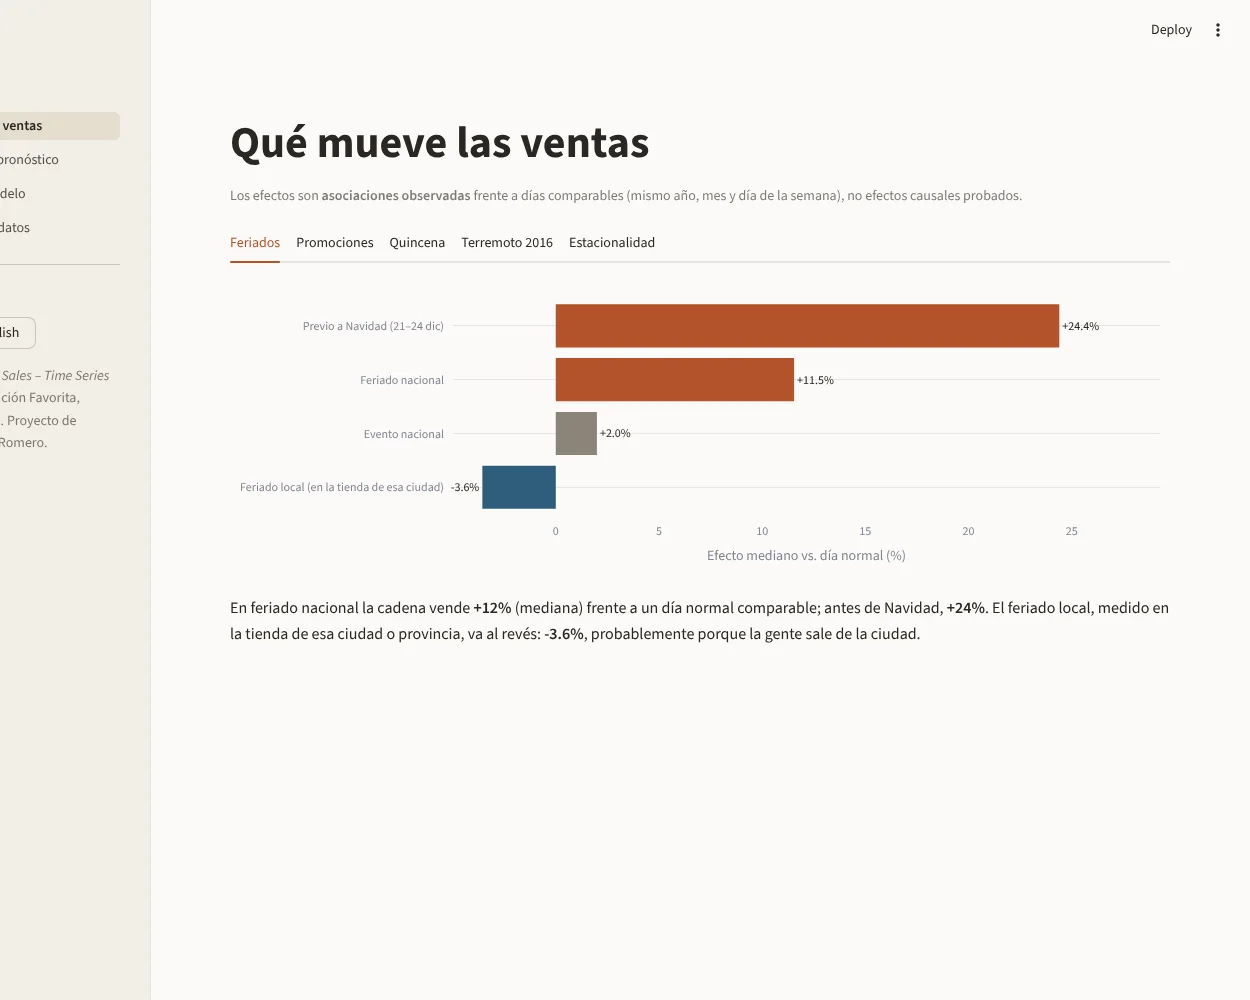 Deploy
ventas
pronóstico
delo
datos
lish
Sales – Time Series
ción Favorita,
. Proyecto de
Romero.
Qué mueve las ventas
Los efectos son asociaciones observadas frente a días comparables (mismo año, mes y día de la semana), no efectos causales probados.
Feriados Promociones Quincena Terremoto 2016 Estacionalidad
Previo a Navidad (21–24 dic) +24.4%
Feriado nacional +11.5%
Evento nacional +2.0%
Feriado local (en la tienda de esa ciudad) -3.6%
0 5 10 15 20 25
Efecto mediano vs. día normal (%)
En feriado nacional la cadena vende +12% (mediana) frente a un día normal comparable; antes de Navidad, +24%. El feriado local, medido en
la tienda de esa ciudad o provincia, va al revés: -3.6%, probablemente porque la gente sale de la ciudad.